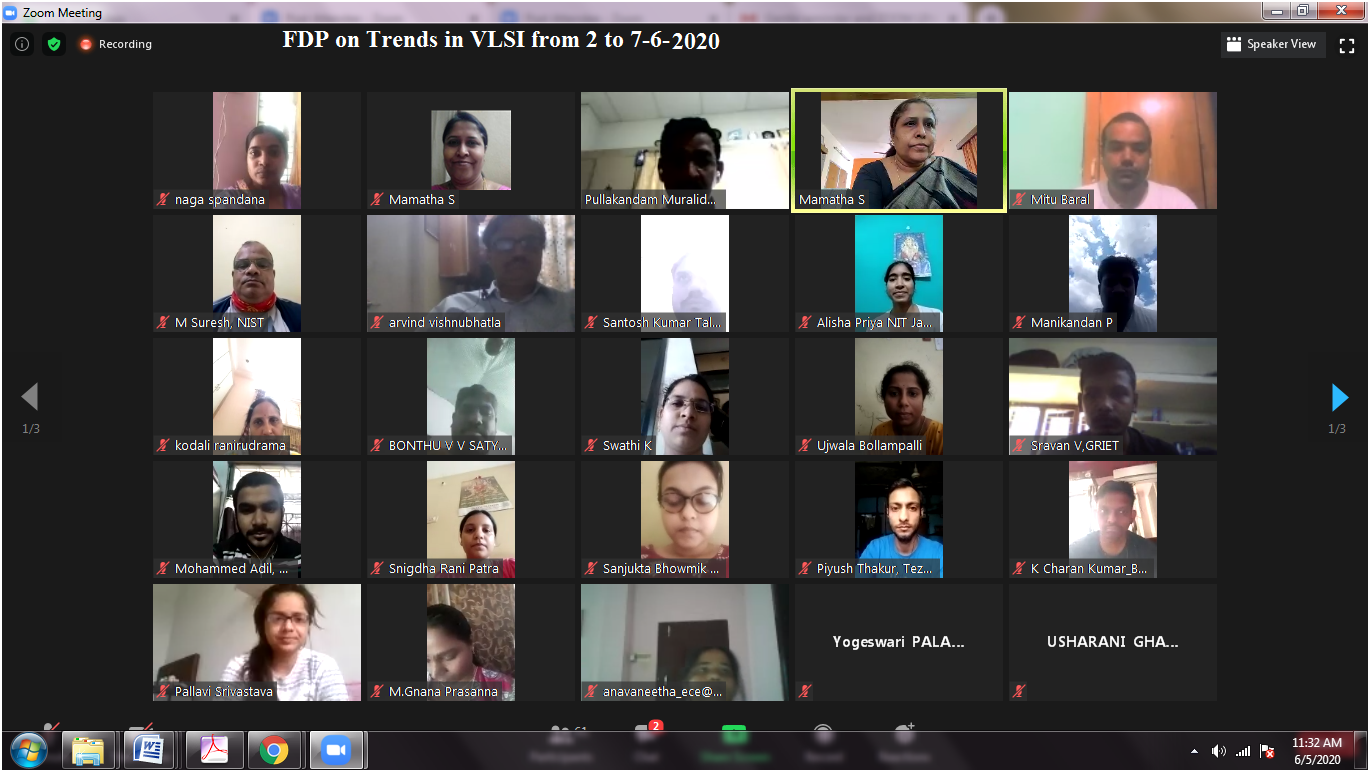 Zoom Meeting
Recording
FDP on Trends in VLSI from 2 to 7-6-2020
Speaker View
naga spandana
Mamatha S
Pullakandam Muralid...
Mamatha S
Mitu Baral
M Suresh, NIST
arvind vishnubhatla
Santosh Kumar Tal...
Alisha Priya NIT Ja...
Manikandan P
1/3
1/3
kodali ranirudrama
BONTHU V V SATY...
Swathi K
Ujwala Bollampalli
Sravan V,GRIET
Mohammed Adil, ...
Snigdha Rani Patra
Sanjukta Bhowmik ...
Piyush Thakur, Tez...
K Charan Kumar_B...
Pallavi Srivastava
M.Gnana Prasanna
anavaneetha_ece@...
Yogeswari PALA...
USHARANI GHA...
2
11:32 AM
6/5/2020